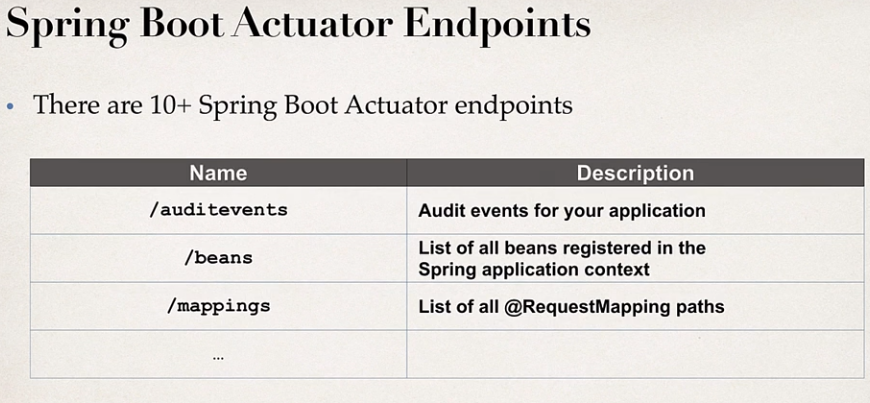 Spring Boot Actuator Endpoints
• There are 10+ Spring Boot Actuator endpoints
Name Description
/auditevents Audit events for your application
/beans List of all beans registered in the
Spring application context
/mappings List of all @RequestMapping paths
...